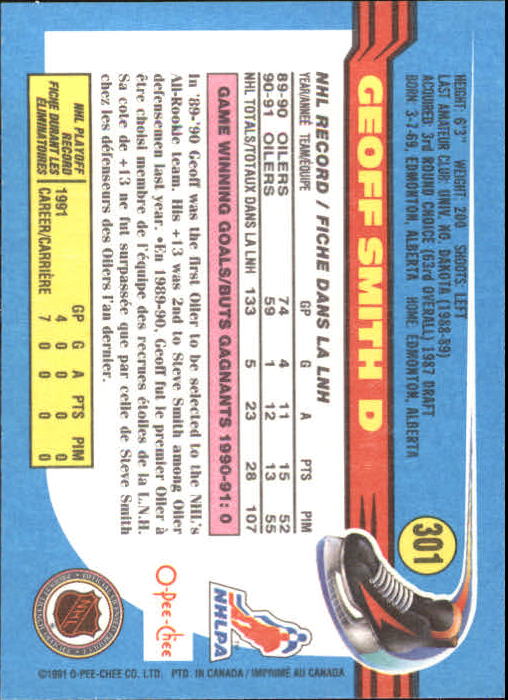 301
GEOFF SMITH D
HEIGHT: 6'3" WEIGHT: 200 SHOOTS: LEFT
LAST AMATEUR CLUB: UNIV. NO. DAKOTA (1988-89)
ACQUIRED: 3rd ROUND CHOICE (63rd OVERALL) 1987 DRAFT
BORN: 3-7-69, EDMONTON, ALBERTA HOME: EDMONTON, ALBERTA
NHL RECORD / FICHE DANS LA LNH
YEAR/ANNÉE TEAM/ÉQUIPE GP G A PTS PIM
89-90 OILERS 74 4 11 15 52
90-91 OILERS 59 1 12 13 55
NHL TOTALS/TOTAUX DANS LA LNH 133 5 23 28 107
GAME WINNING GOALS/BUTS GAGNANTS 1990-91: 0
In '89-'90 Geoff was the first Oiler to be selected to the NHL's
All-Rookie team. His +13 was 2nd to Steve Smith among Oiler
defensemen last year. •En 1989-90, Geoff fut le premier Oiler à
être choisi membre de l'équipe des recrues étoiles de la L.N.H.
Sa cote de +13 ne fut surpassée que par celle de Steve Smith
chez les défenseurs des Oilers l'an dernier.
NHL PLAYOFF RECORD
FICHE DURANT LES ÉLIMINATOIRES
GP G A PTS PIM
1991 4 0 0 0 0
CAREER/CARRIÈRE 7 0 0 0 0
NHLPA
O-Pee-Chee
NHL
©1991 O-PEE-CHEE CO. LTD. PTD. IN CANADA / IMPRIMÉ AU CANADA